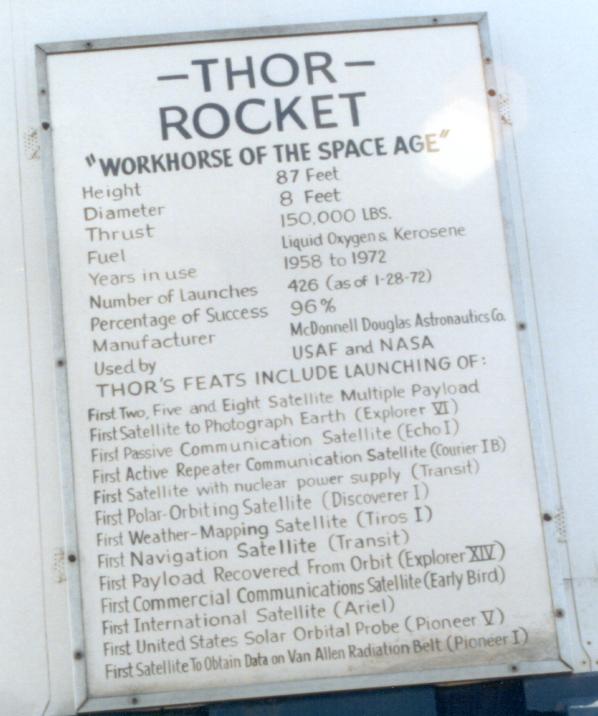 —THOR—
ROCKET
"WORKHORSE OF THE SPACE AGE"
Height 87 Feet
Diameter 8 Feet
Thrust 150,000 LBS.
Fuel Liquid Oxygen & Kerosene
Years in use 1958 to 1972
Number of Launches 426 (as of 1-28-72)
Percentage of Success 96%
Manufacturer McDonnell Douglas Astronautics Co.
Used by USAF and NASA
THOR'S FEATS INCLUDE LAUNCHING OF:
First Two, Five and Eight Satellite Multiple Payload
First Satellite to Photograph Earth (Explorer VI)
First Passive Communication Satellite (Echo I)
First Active Repeater Communication Satellite (Courier IB)
First Satellite with nuclear power supply (Transit)
First Polar-Orbiting Satellite (Discoverer I)
First Weather-Mapping Satellite (Tiros I)
First Navigation Satellite (Transit)
First Payload Recovered From Orbit (Explorer XIV)
First Commercial Communications Satellite (Early Bird)
First International Satellite (Ariel)
First United States Solar Orbital Probe (Pioneer V)
First Satellite To Obtain Data on Van Allen Radiation Belt (Pioneer I)